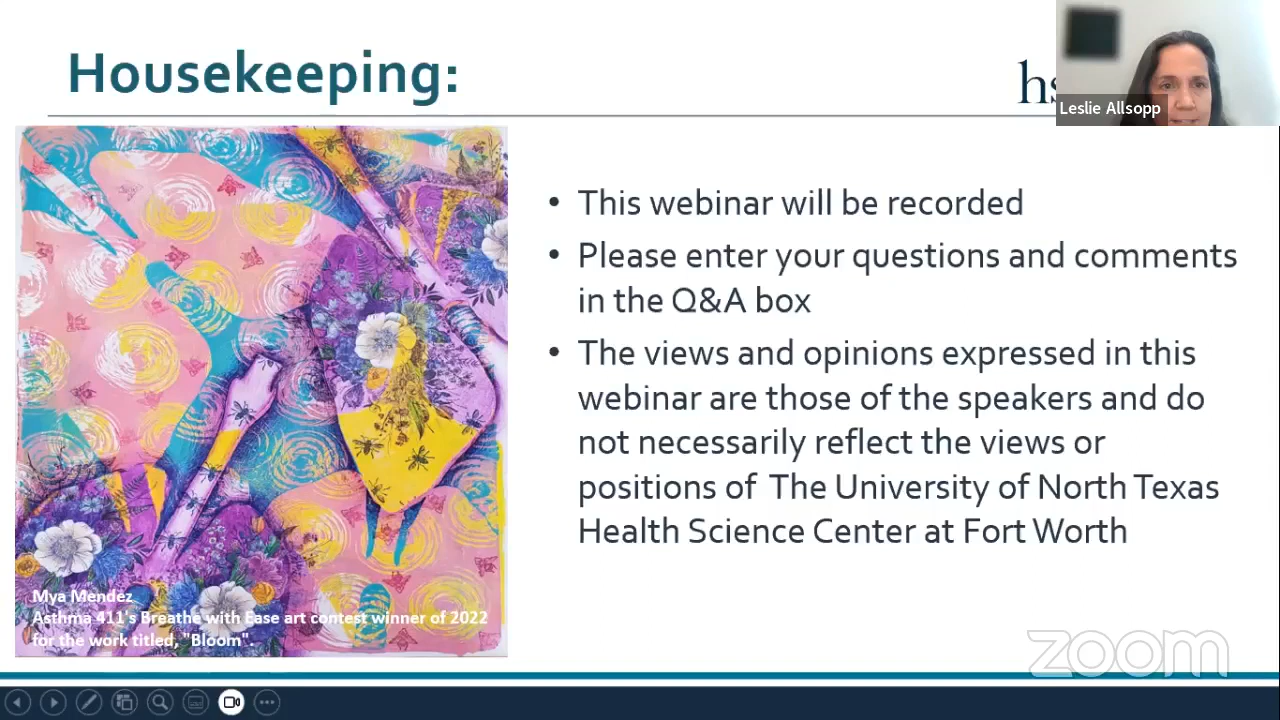 Housekeeping:
hs
Leslie Allsopp
• This webinar will be recorded
• Please enter your questions and comments
in the Q&A box
• The views and opinions expressed in this
webinar are those of the speakers and do
not necessarily reflect the views or
positions of The University of North Texas
Health Science Center at Fort Worth
Mya Mendez
Asthma 411's Breathe with Ease art contest winner of 2022
for the work titled, "Bloom".
zoom